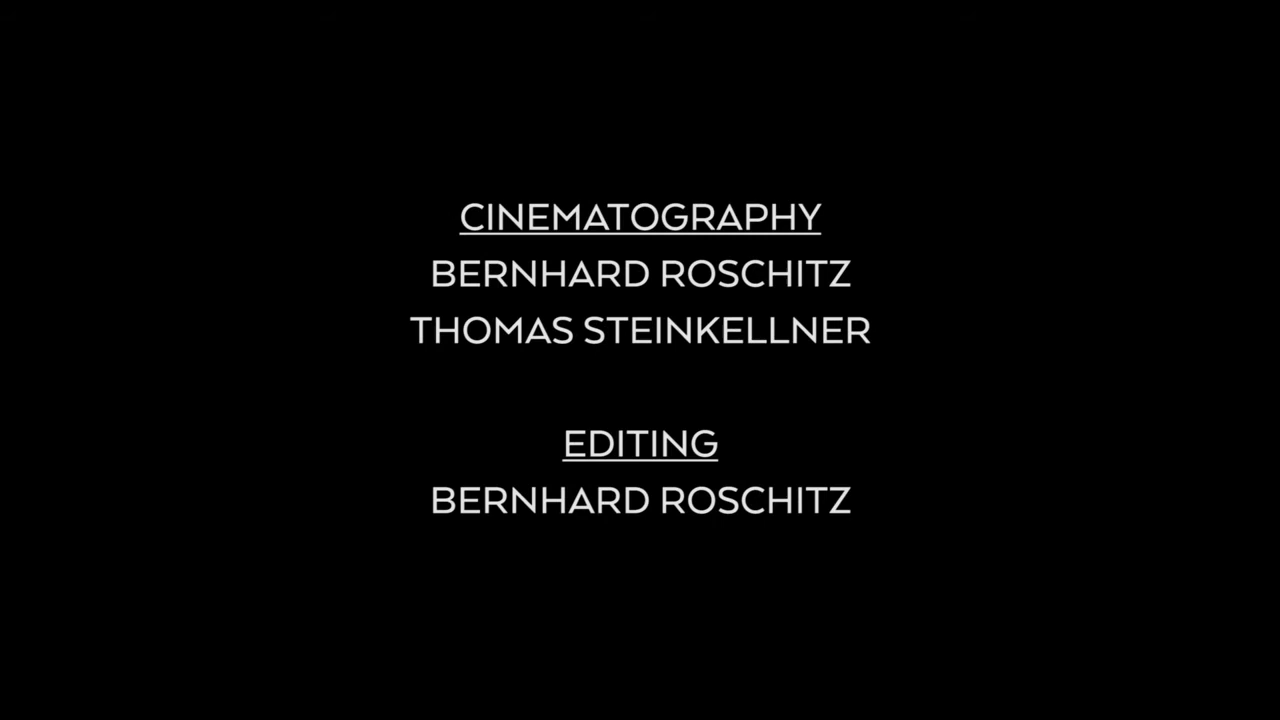 CINEMATOGRAPHY
BERNHARD ROSCHITZ
THOMAS STEINKELLNER
EDITING
BERNHARD ROSCHITZ